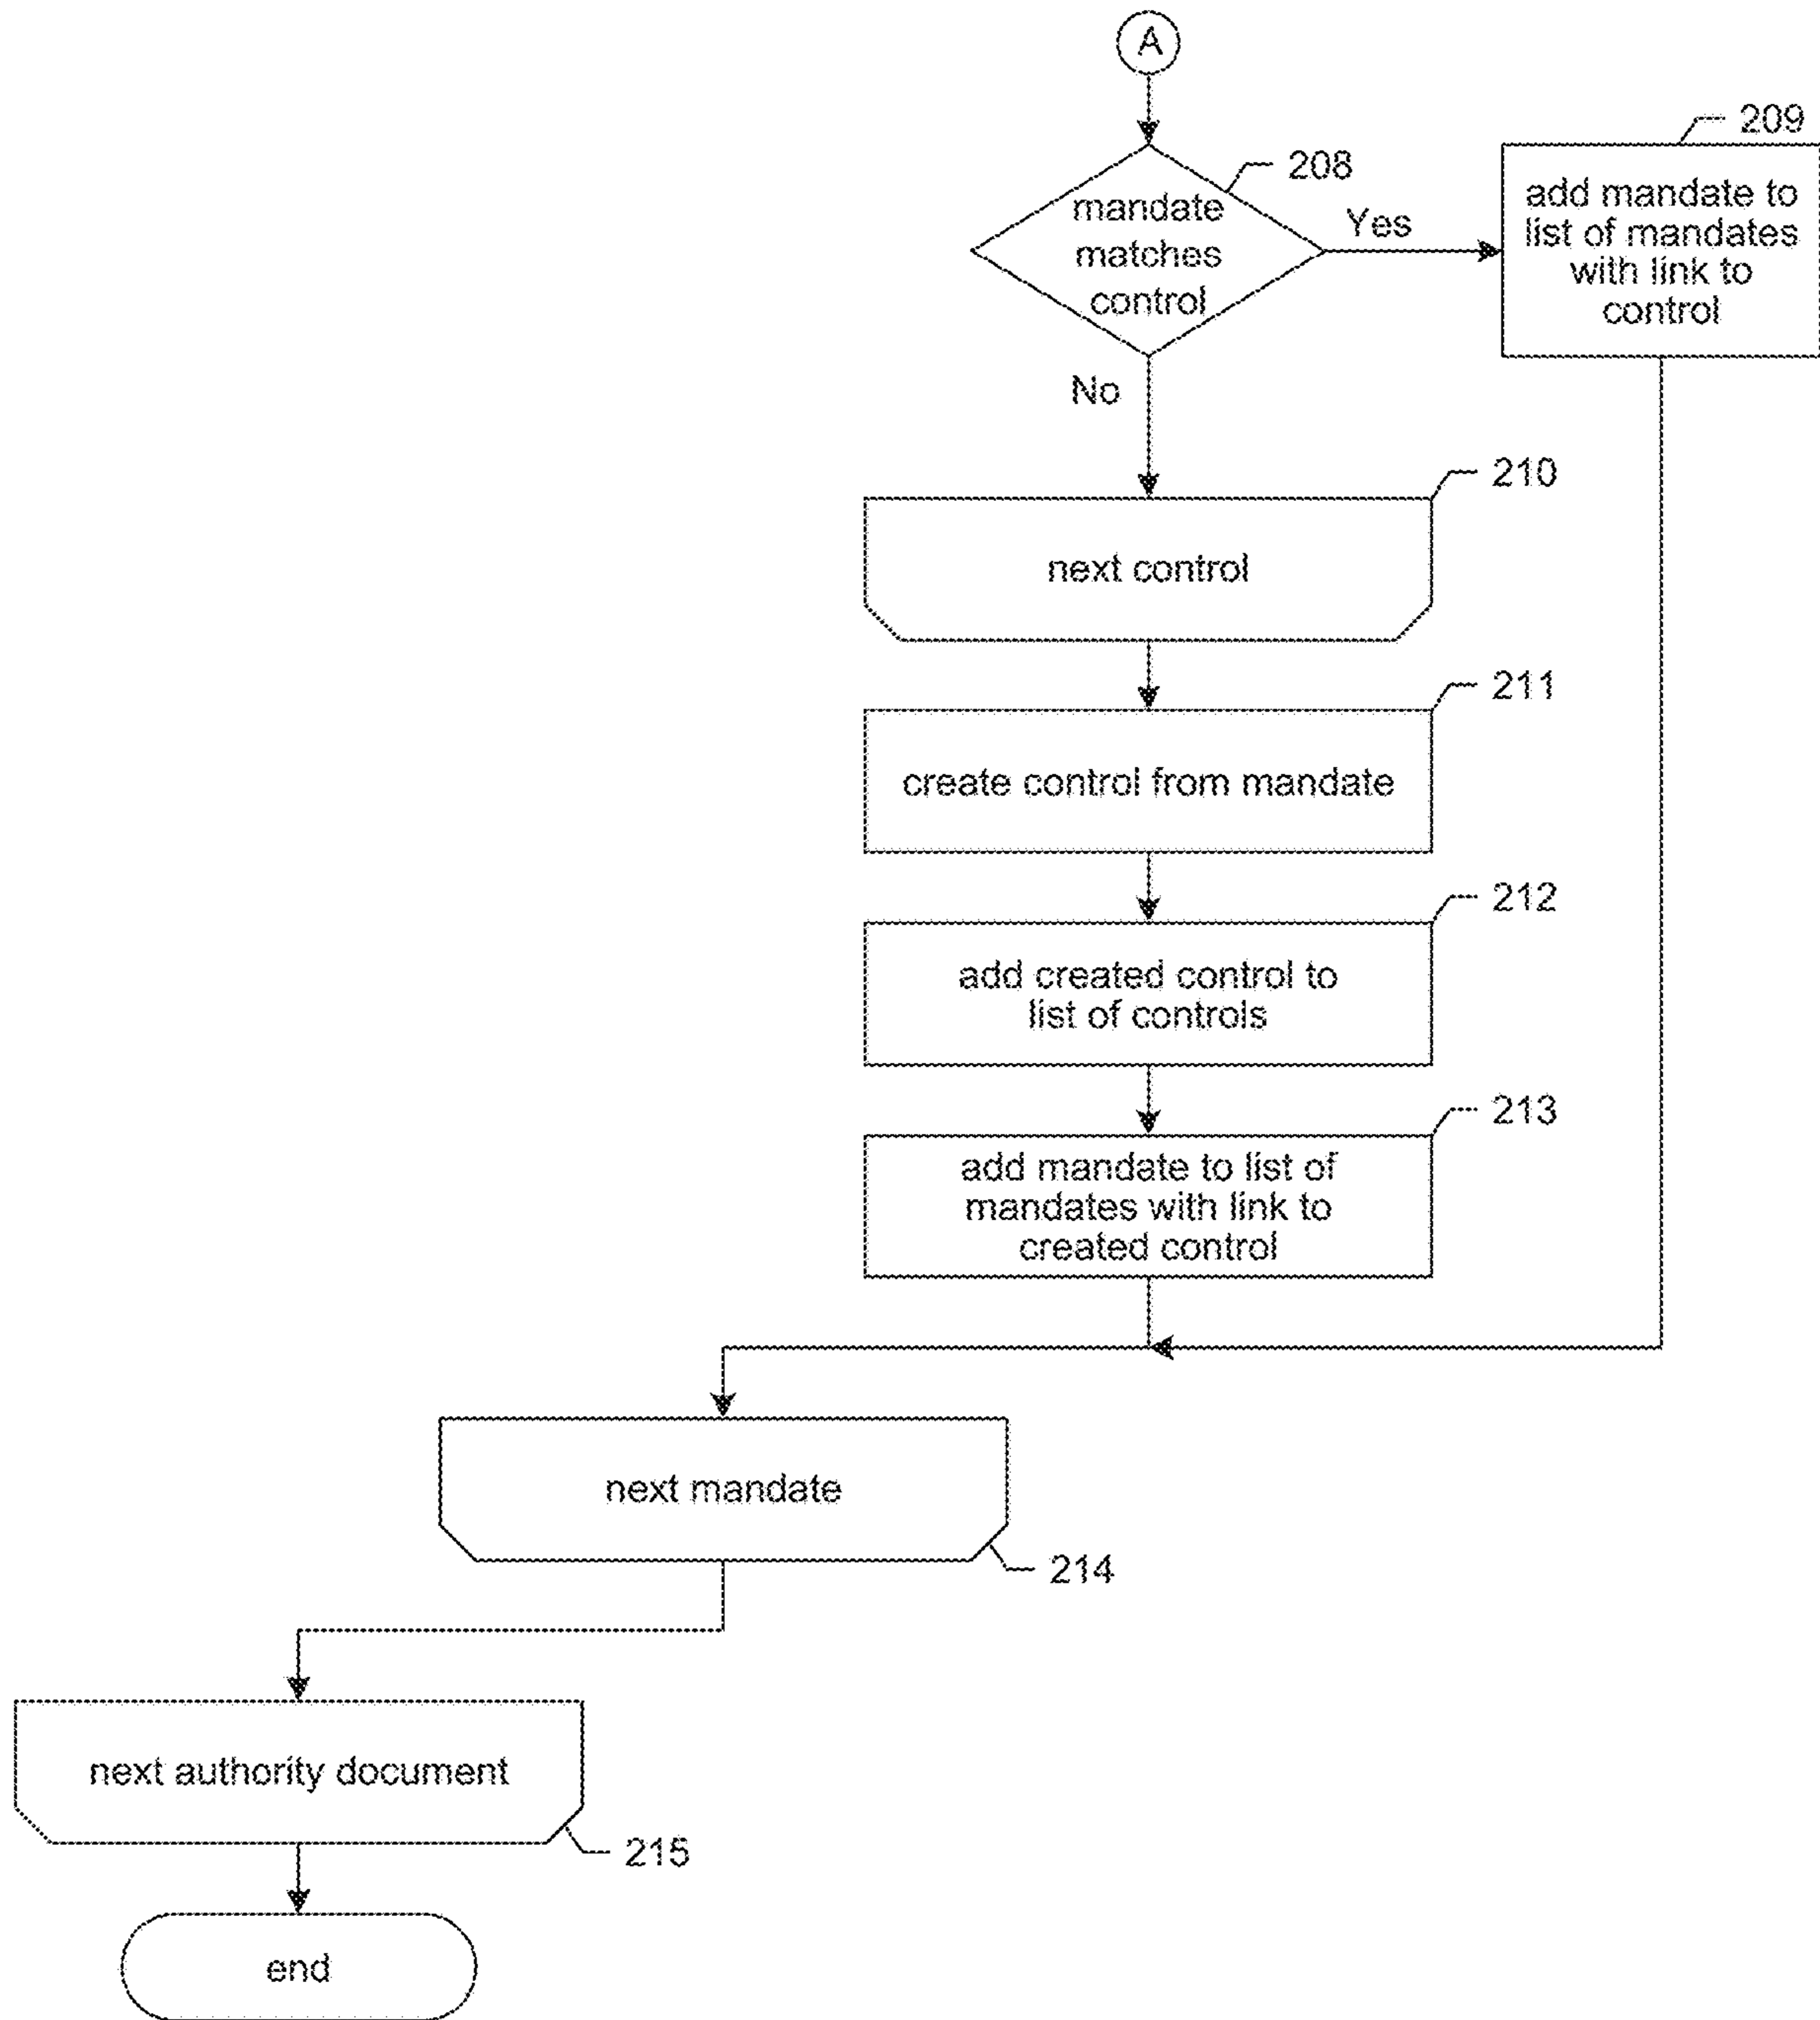 A
208
mandate
matches
control
Yes
209
add mandate to
list of mandates
with link to
control
No
210
next control
211
create control from mandate
212
add created control to
list of controls
213
add mandate to list of
mandates with link to
created control
next mandate
214
next authority document
215
end